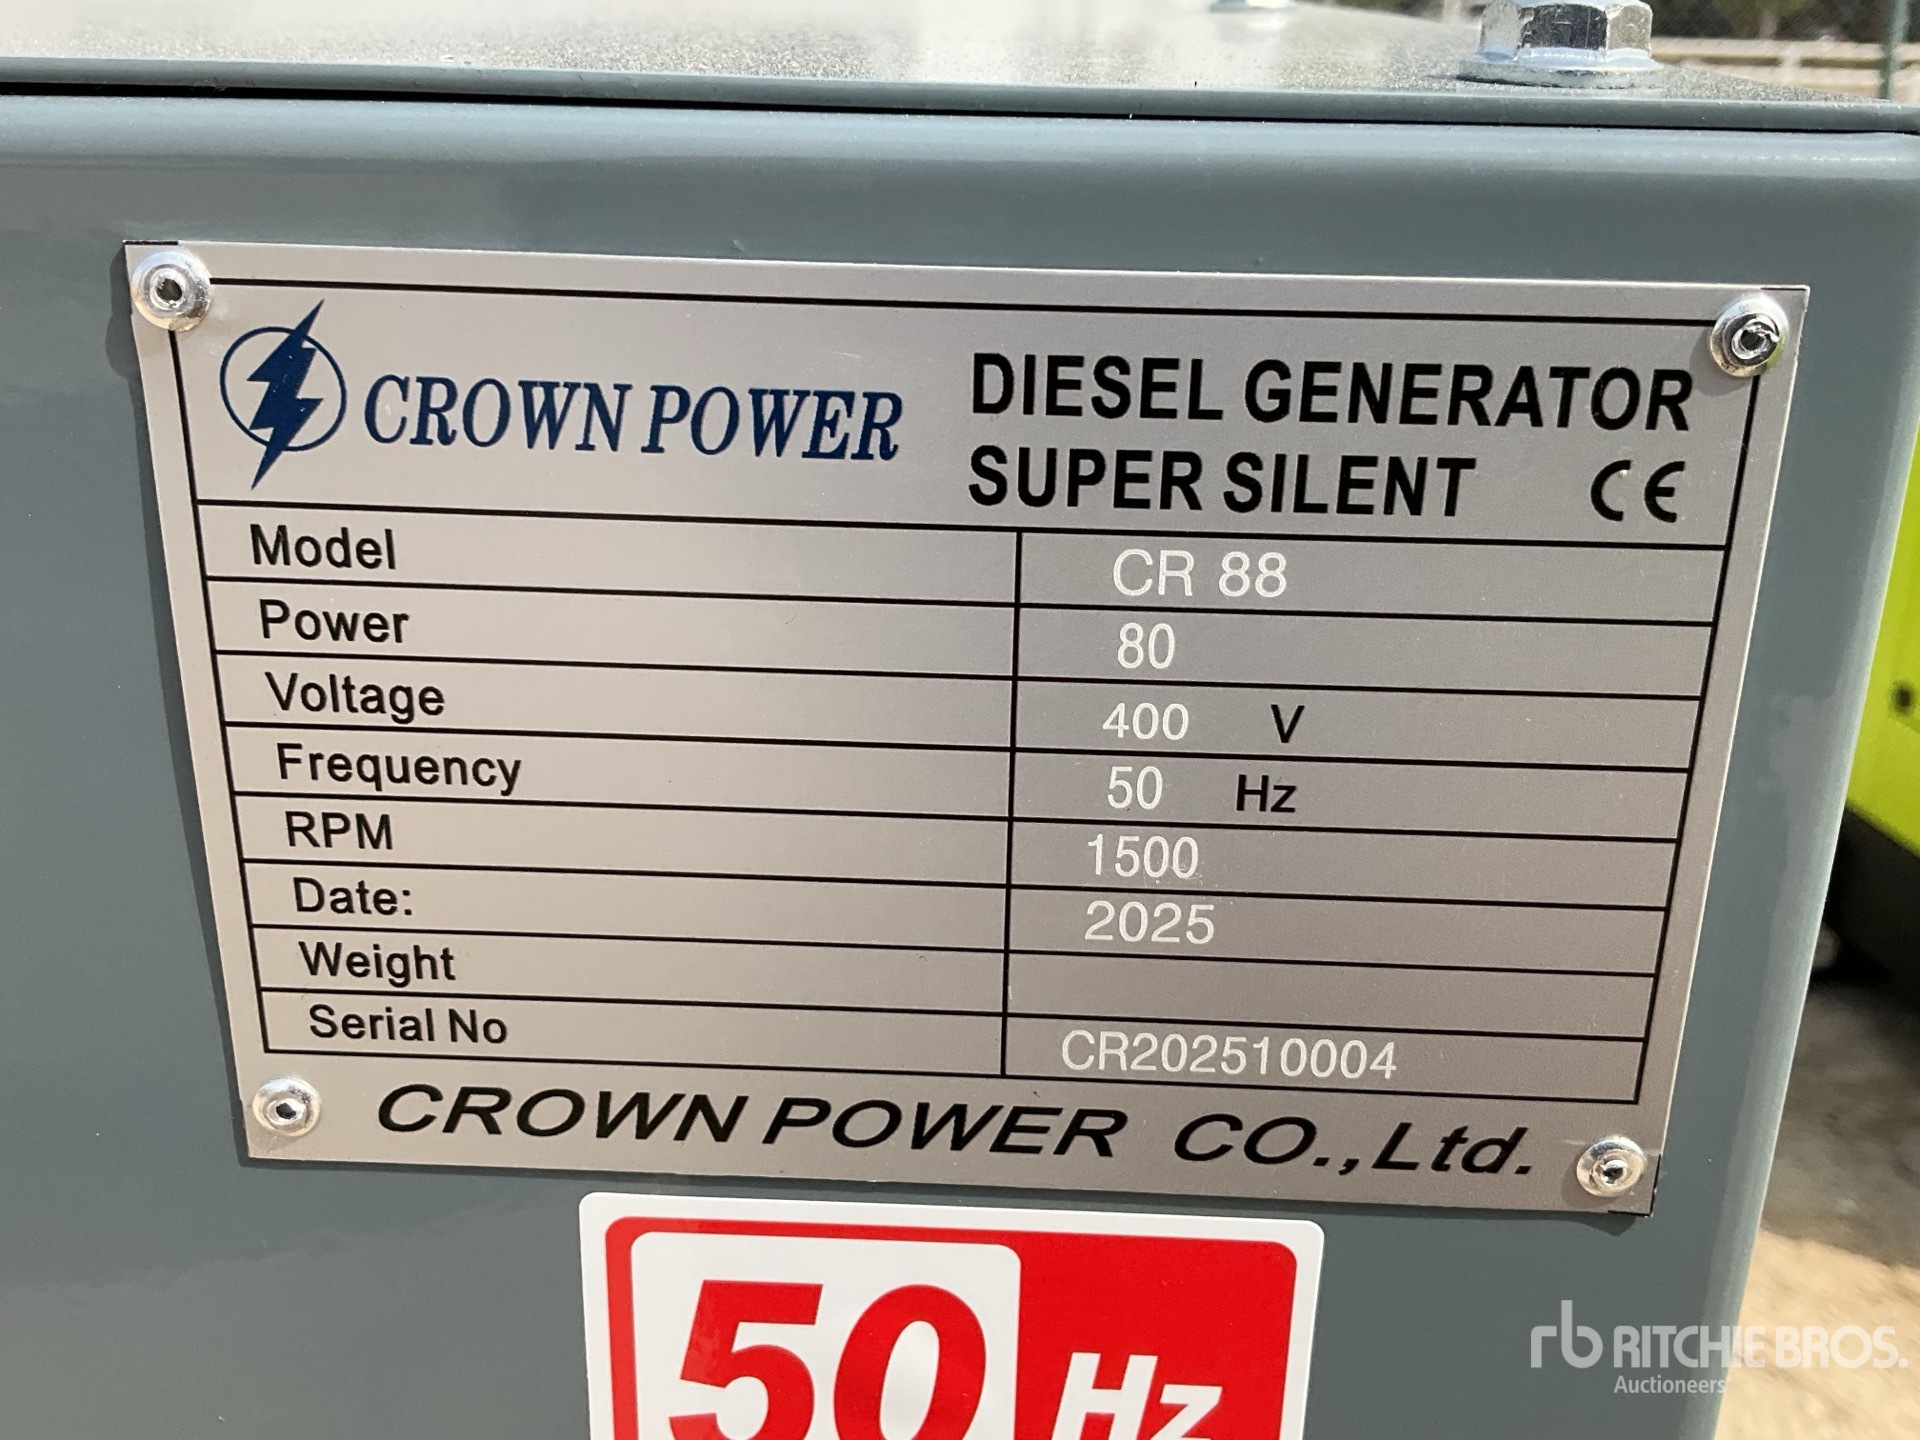 CROWN POWER
DIESEL GENERATOR
SUPER SILENT CE
Model CR 88
Power 80
Voltage 400 V
Frequency 50 Hz
RPM 1500
Date: 2025
Weight
Serial No CR202510004
CROWN POWER CO.,Ltd.
50 Hz
rb RITCHIE BROS.
Auctioneers